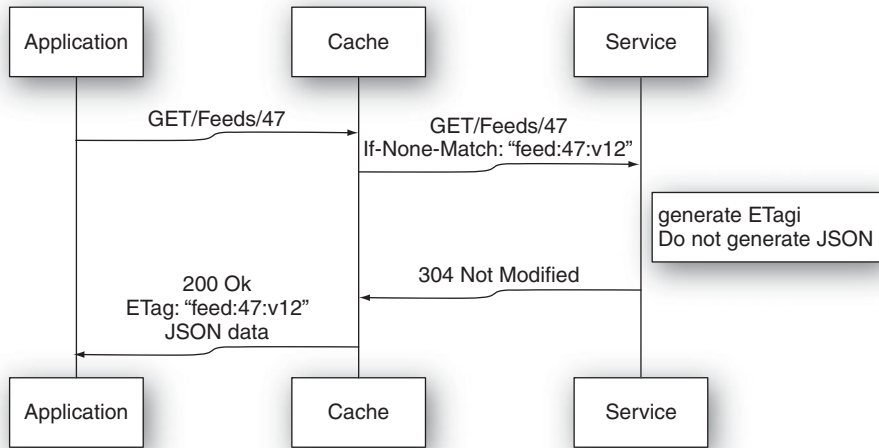 Application
Cache
Service
GET/Feeds/47
GET/Feeds/47
If-None-Match: “feed:47:v12”
generate ETagi
Do not generate JSON
304 Not Modified
200 Ok
ETag: “feed:47:v12”
JSON data
Application
Cache
Service